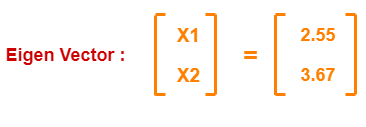 Eigen Vector : [ X1 X2 ] = [ 2.55 3.67 ]